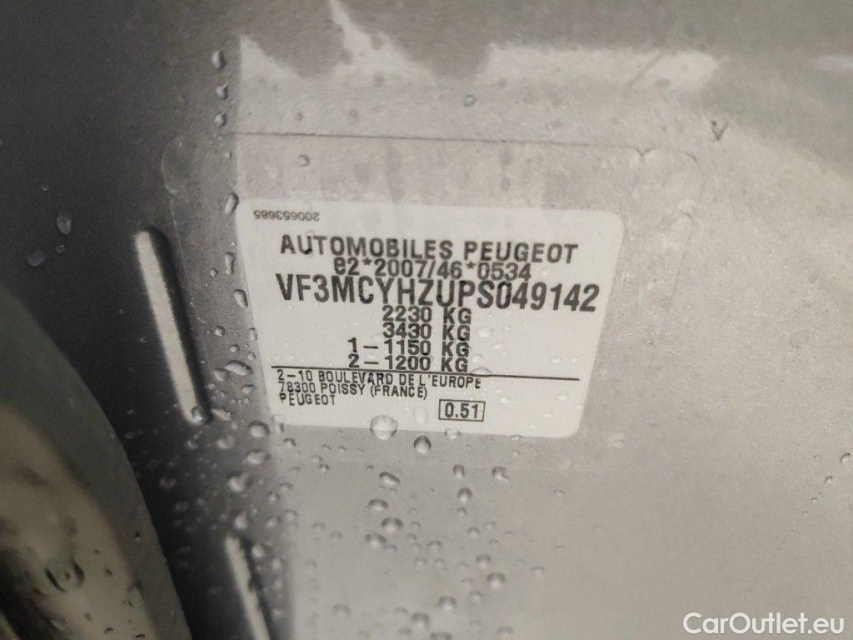 200653685
AUTOMOBILES PEUGEOT
e2*2007/46*0534
VF3MCYHZUPS049142
2230 KG
3430 KG
1-1150 KG
2-1200 KG
2-10 BOULEVARD DE L'EUROPE
78300 POISSY (FRANCE)
PEUGEOT
0.51
CarOutlet.eu